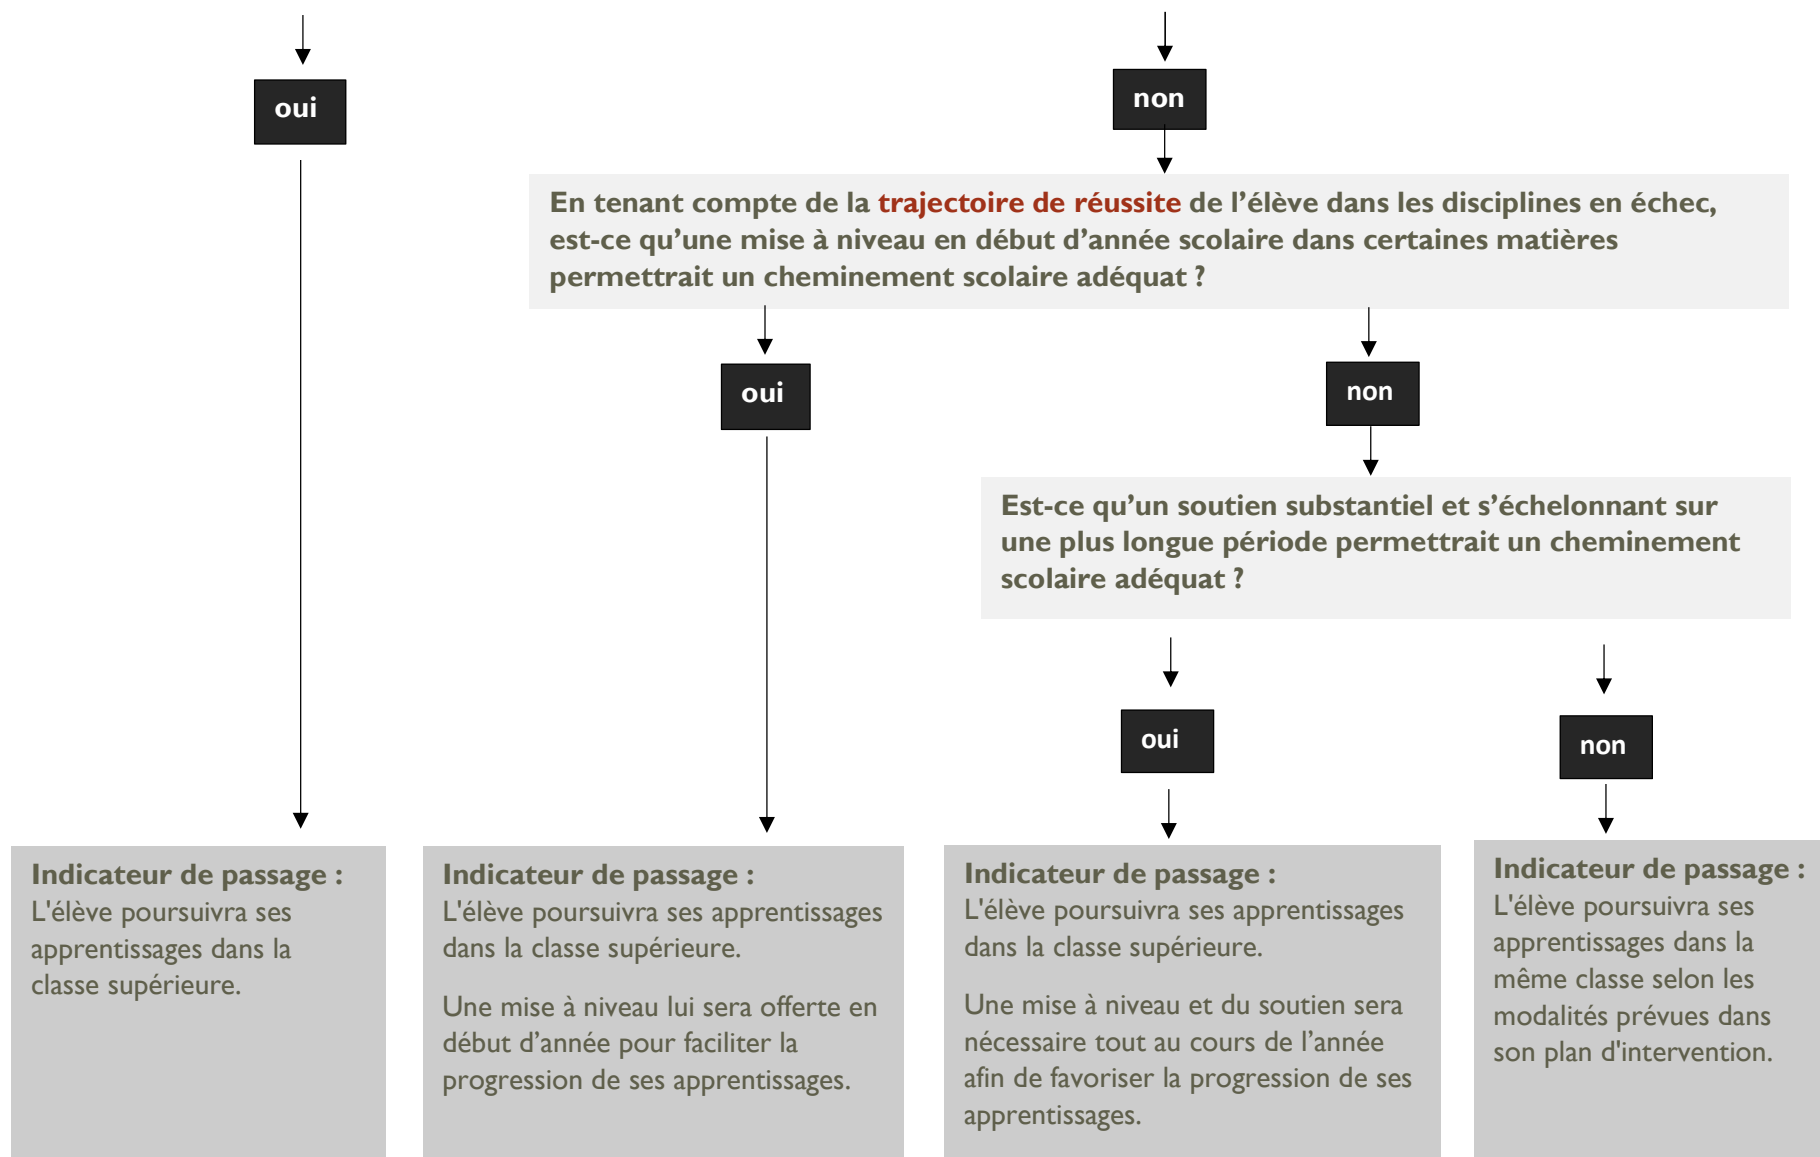 oui
non
En tenant compte de la trajectoire de réussite de l’élève dans les disciplines en échec,
est-ce qu’une mise à niveau en début d’année scolaire dans certaines matières
permettrait un cheminement scolaire adéquat ?
oui
non
Est-ce qu’un soutien substantiel et s’échelonnant sur
une plus longue période permettrait un cheminement
scolaire adéquat ?
oui
non
Indicateur de passage :
L'élève poursuivra ses
apprentissages dans la
classe supérieure.
Indicateur de passage :
L'élève poursuivra ses apprentissages
dans la classe supérieure.
Une mise à niveau lui sera offerte en
début d’année pour faciliter la
progression de ses apprentissages.
Indicateur de passage :
L'élève poursuivra ses apprentissages
dans la classe supérieure.
Une mise à niveau et du soutien sera
nécessaire tout au cours de l’année
afin de favoriser la progression de ses
apprentissages.
Indicateur de passage :
L'élève poursuivra ses
apprentissages dans la
même classe selon les
modalités prévues dans
son plan d'intervention.